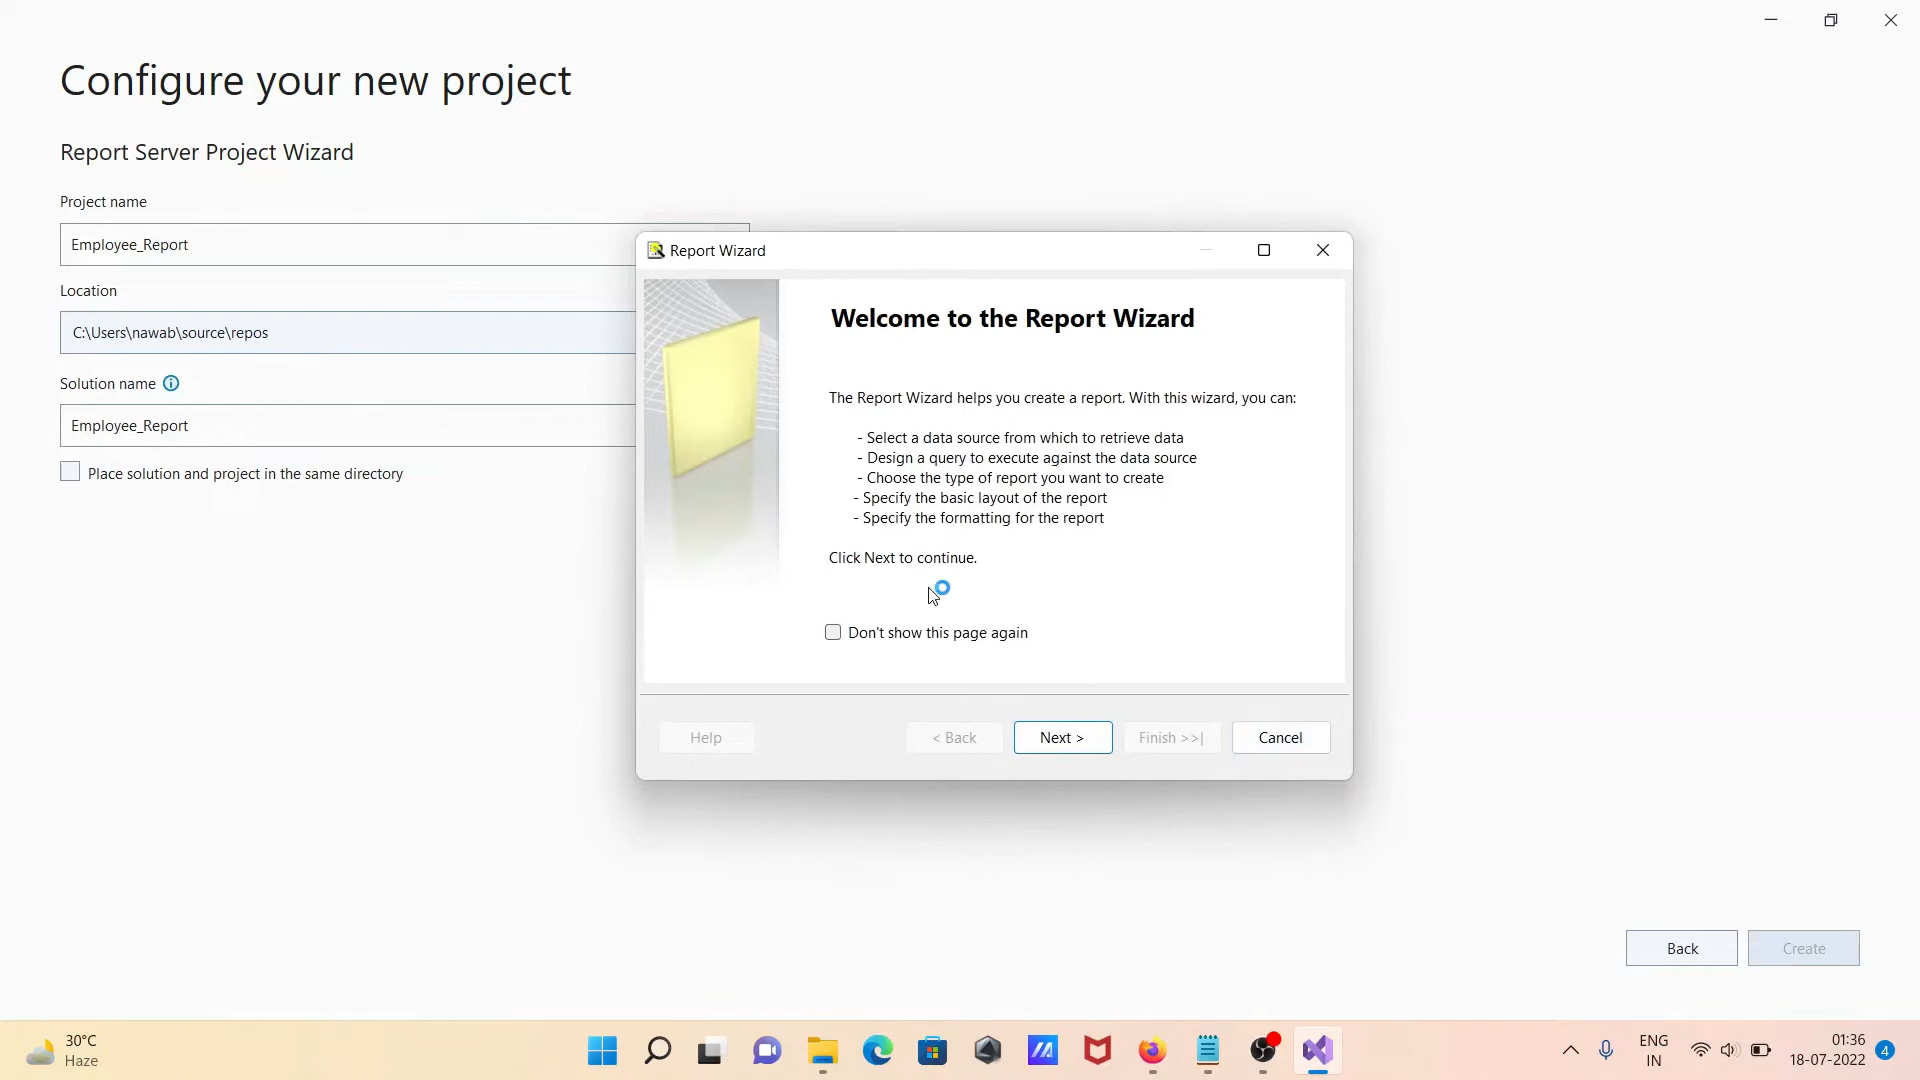 Configure your new project
Report Server Project Wizard
Project name
Employee_Report
Location
C:\Users\nawab\source\repos
Solution name
Employee_Report
Place solution and project in the same directory
Report Wizard
Welcome to the Report Wizard
The Report Wizard helps you create a report. With this wizard, you can:
- Select a data source from which to retrieve data
- Design a query to execute against the data source
- Choose the type of report you want to create
- Specify the basic layout of the report
- Specify the formatting for the report
Click Next to continue.
Don't show this page again
Help
< Back
Next >
Finish >>|
Cancel
Back
Create
30°C
Haze
ENG
IN
01:36
18-07-2022
4